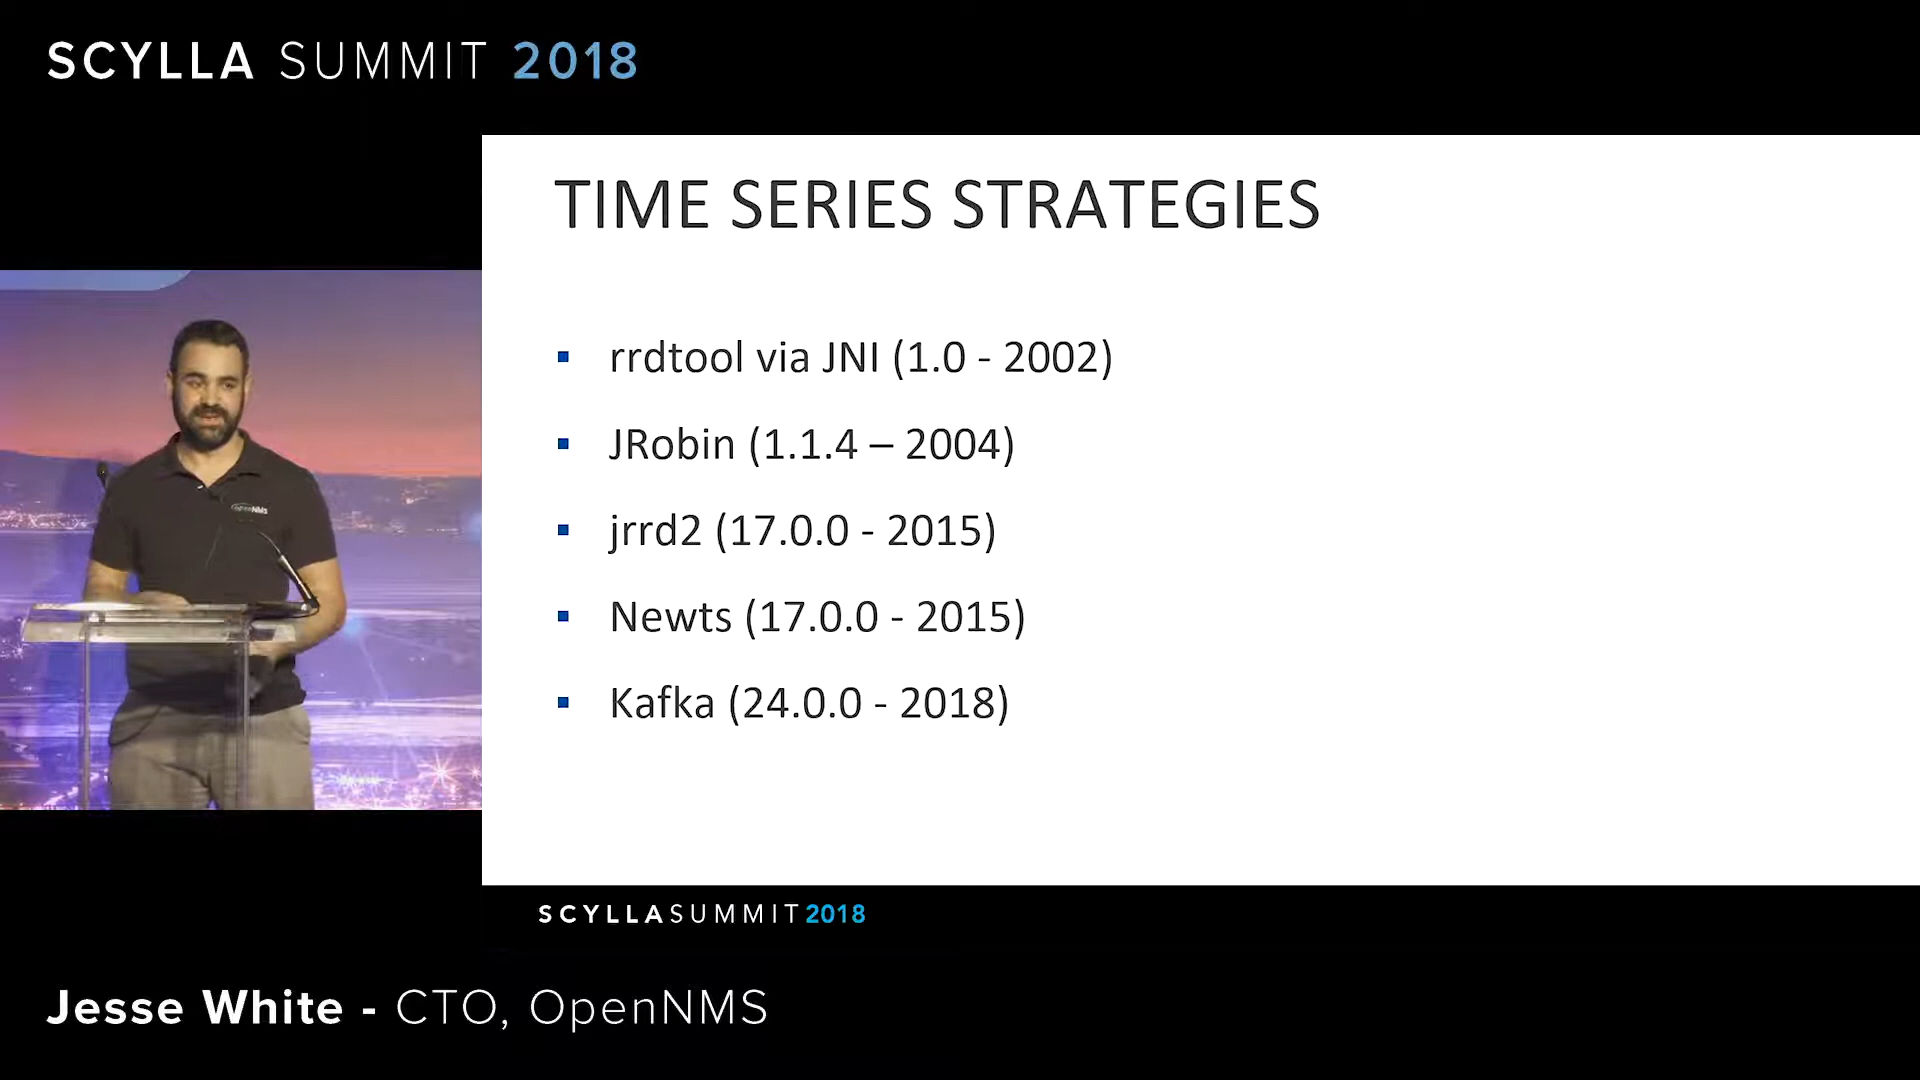 SCYLLA SUMMIT 2018
TIME SERIES STRATEGIES
▪ rrdtool via JNI (1.0 - 2002)
▪ JRobin (1.1.4 – 2004)
▪ jrrd2 (17.0.0 - 2015)
▪ Newts (17.0.0 - 2015)
▪ Kafka (24.0.0 - 2018)
OpenNMS
SCYLLASUMMIT2018
Jesse White - CTO, OpenNMS